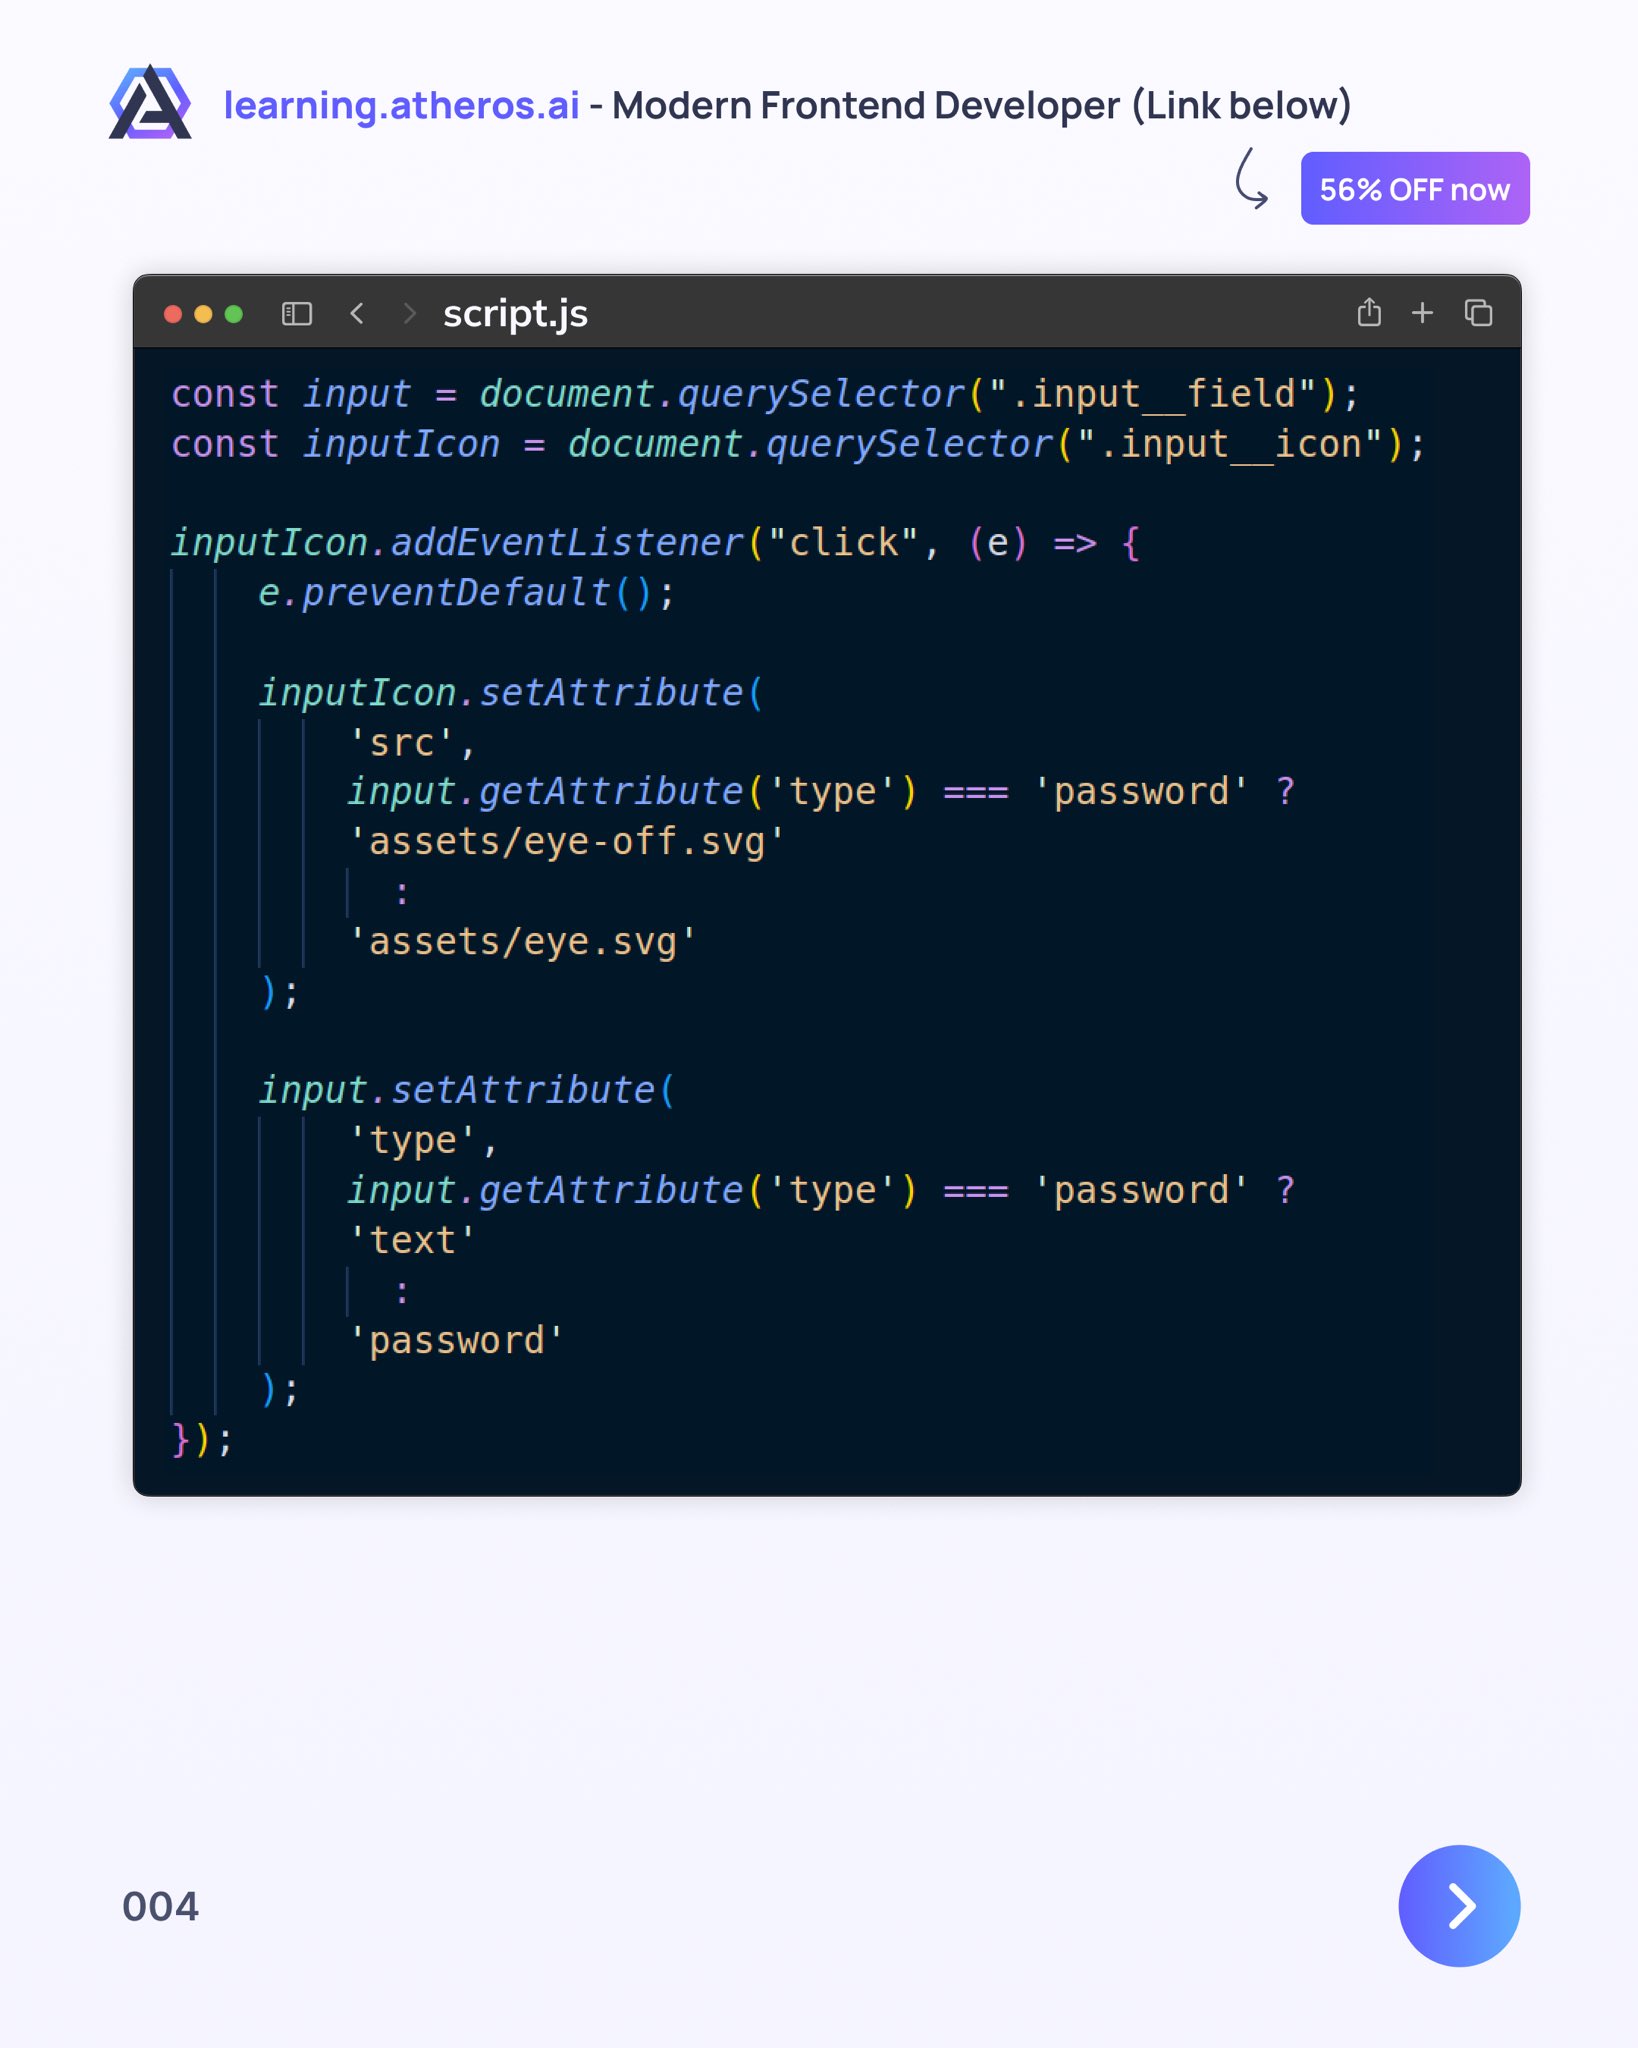 learning.atheros.ai - Modern Frontend Developer (Link below)
56% OFF now
script.js
const input = document.querySelector(".input__field");
const inputIcon = document.querySelector(".input__icon");
inputIcon.addEventListener("click", (e) => {
e.preventDefault();
inputIcon.setAttribute(
'src',
input.getAttribute('type') === 'password' ?
'assets/eye-off.svg'
:
'assets/eye.svg'
);
input.setAttribute(
'type',
input.getAttribute('type') === 'password' ?
'text'
:
'password'
);
});
004